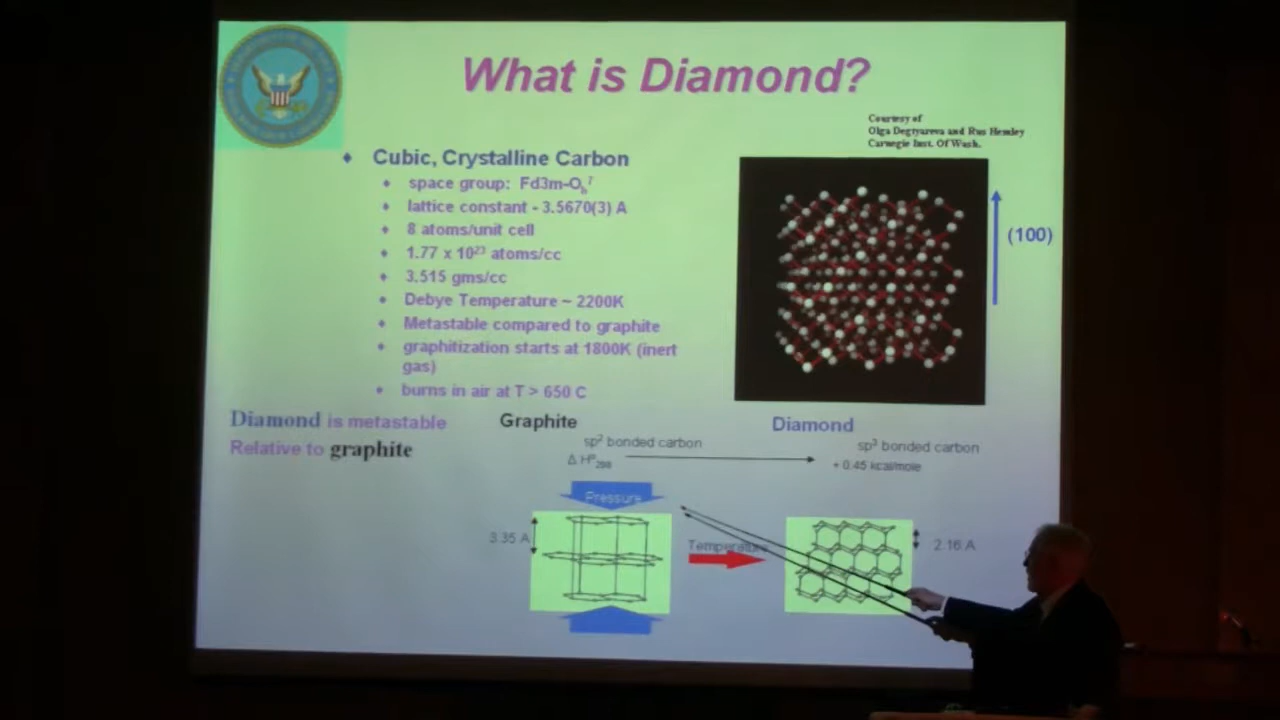 What is Diamond?
Courtesy of
Olga Degtyareva and Rus Hemley
Carnegie Inst. Of Wash.
♦ Cubic, Crystalline Carbon
♦ space group: Fd3m-Oₕ⁷
♦ lattice constant - 3.5670(3) A
♦ 8 atoms/unit cell
♦ 1.77 x 10²³ atoms/cc
♦ 3.515 gms/cc
♦ Debye Temperature ~ 2200K
♦ Metastable compared to graphite
♦ graphitization starts at 1800K (inert
gas)
♦ burns in air at T > 650 C
(100)
Diamond is metastable
Relative to graphite
Graphite
Diamond
sp² bonded carbon
sp³ bonded carbon
Δ H°₂₉₈
+ 0.45 kcal/mole
Pressure
3.35 A
Temperature
2.16 A